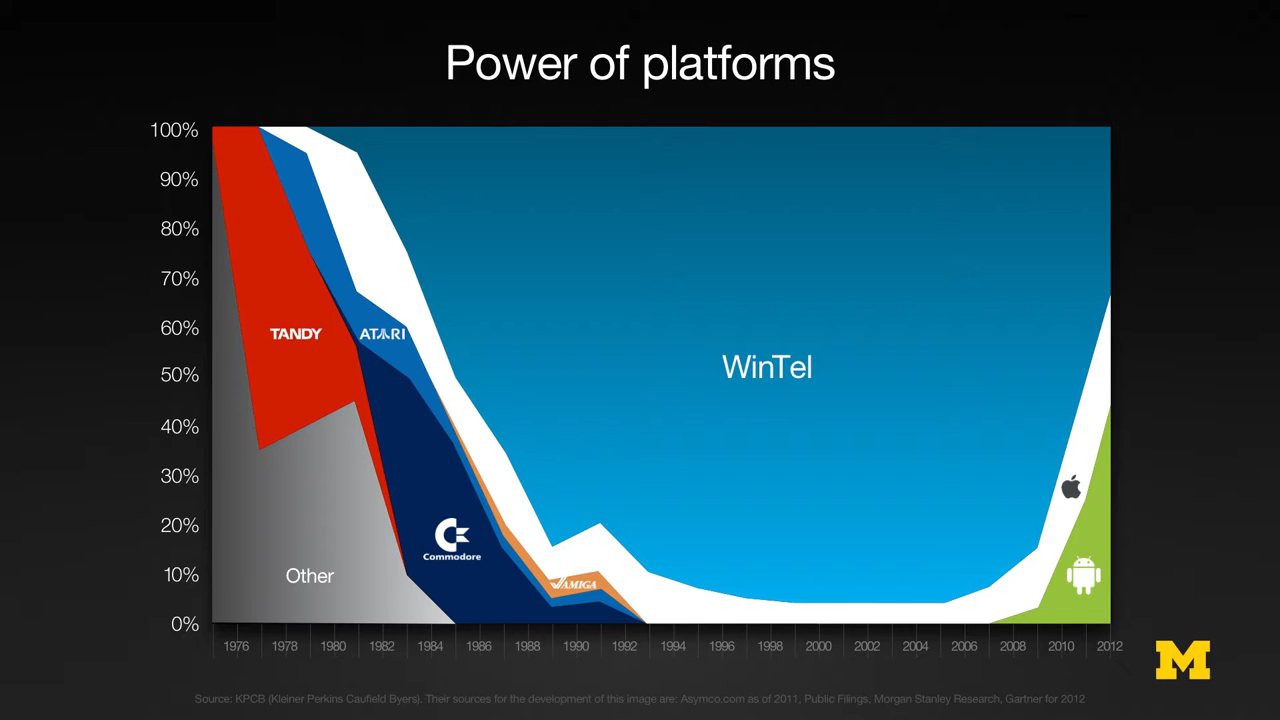 Power of platforms
100%
90%
80%
70%
60%
50%
40%
30%
20%
10%
0%
TANDY
ATARI
WinTel
Commodore
AMIGA
Other
1976 1978 1980 1982 1984 1986 1988 1990 1992 1994 1996 1998 2000 2002 2004 2006 2008 2010 2012
M
Source: KPCB (Kleiner Perkins Caufield Byers). Their sources for the development of this image are: Asymco.com as of 2011, Public Filings, Morgan Stanley Research, Gartner for 2012